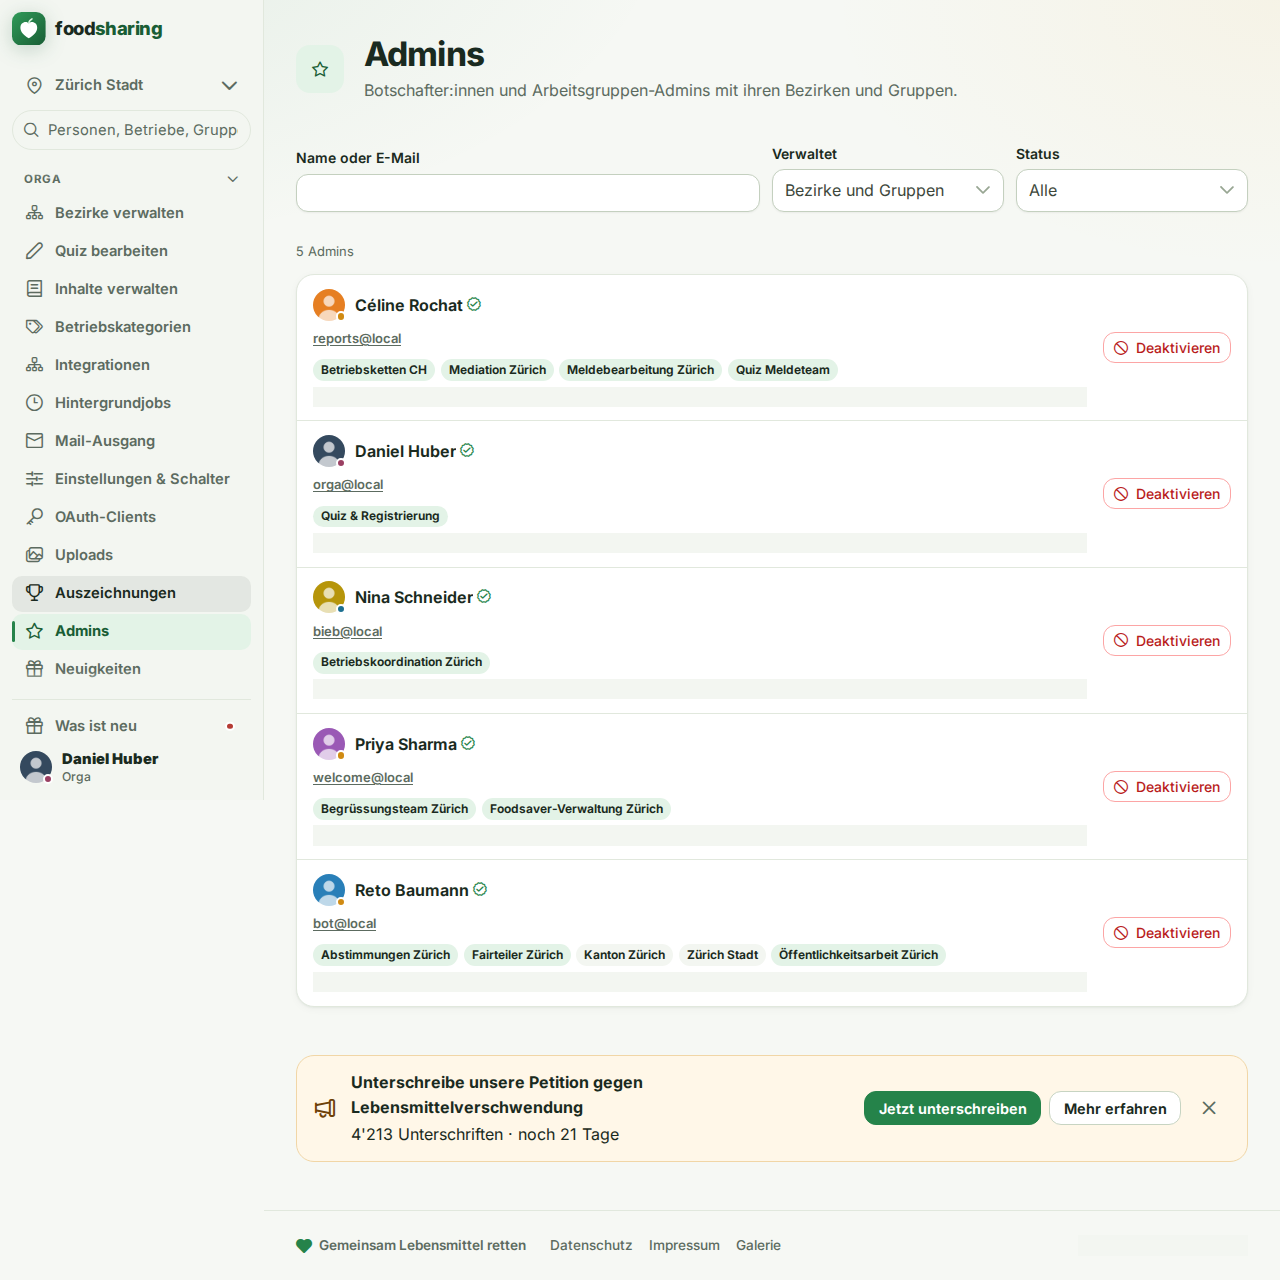 foodsharing
Zürich Stadt
Personen, Betriebe, Grupp
ORGA
Bezirke verwalten
Quiz bearbeiten
Inhalte verwalten
Betriebskategorien
Integrationen
Hintergrundjobs
Mail-Ausgang
Einstellungen & Schalter
OAuth-Clients
Uploads
Auszeichnungen
Admins
Neuigkeiten
Was ist neu
Daniel Huber
Orga
Admins
Botschafter:innen und Arbeitsgruppen-Admins mit ihren Bezirken und Gruppen.
Name oder E-Mail
Verwaltet
Bezirke und Gruppen
Status
Alle
5 Admins
Céline Rochat
reports@local
Betriebsketten CH Mediation Zürich Meldebearbeitung Zürich Quiz Meldeteam
Deaktivieren
Daniel Huber
orga@local
Quiz & Registrierung
Deaktivieren
Nina Schneider
bieb@local
Betriebskoordination Zürich
Deaktivieren
Priya Sharma
welcome@local
Begrüssungsteam Zürich Foodsaver-Verwaltung Zürich
Deaktivieren
Reto Baumann
bot@local
Abstimmungen Zürich Fairteiler Zürich Kanton Zürich Zürich Stadt Öffentlichkeitsarbeit Zürich
Deaktivieren
Unterschreibe unsere Petition gegen
Lebensmittelverschwendung
4'213 Unterschriften · noch 21 Tage
Jetzt unterschreiben
Mehr erfahren
Gemeinsam Lebensmittel retten Datenschutz Impressum Galerie